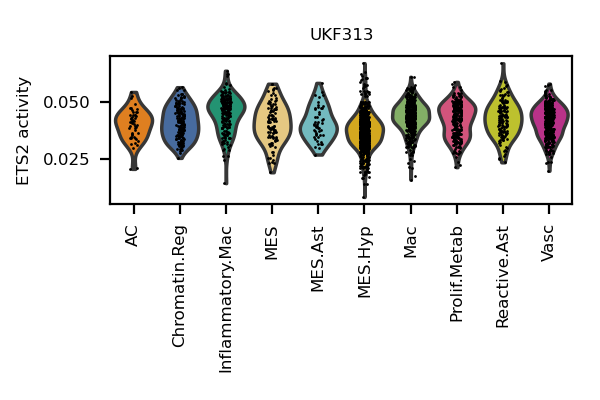 UKF313
ETS2 activity
0.050
0.025
AC
Chromatin.Reg
Inflammatory.Mac
MES
MES.Ast
MES.Hyp
Mac
Prolif.Metab
Reactive.Ast
Vasc